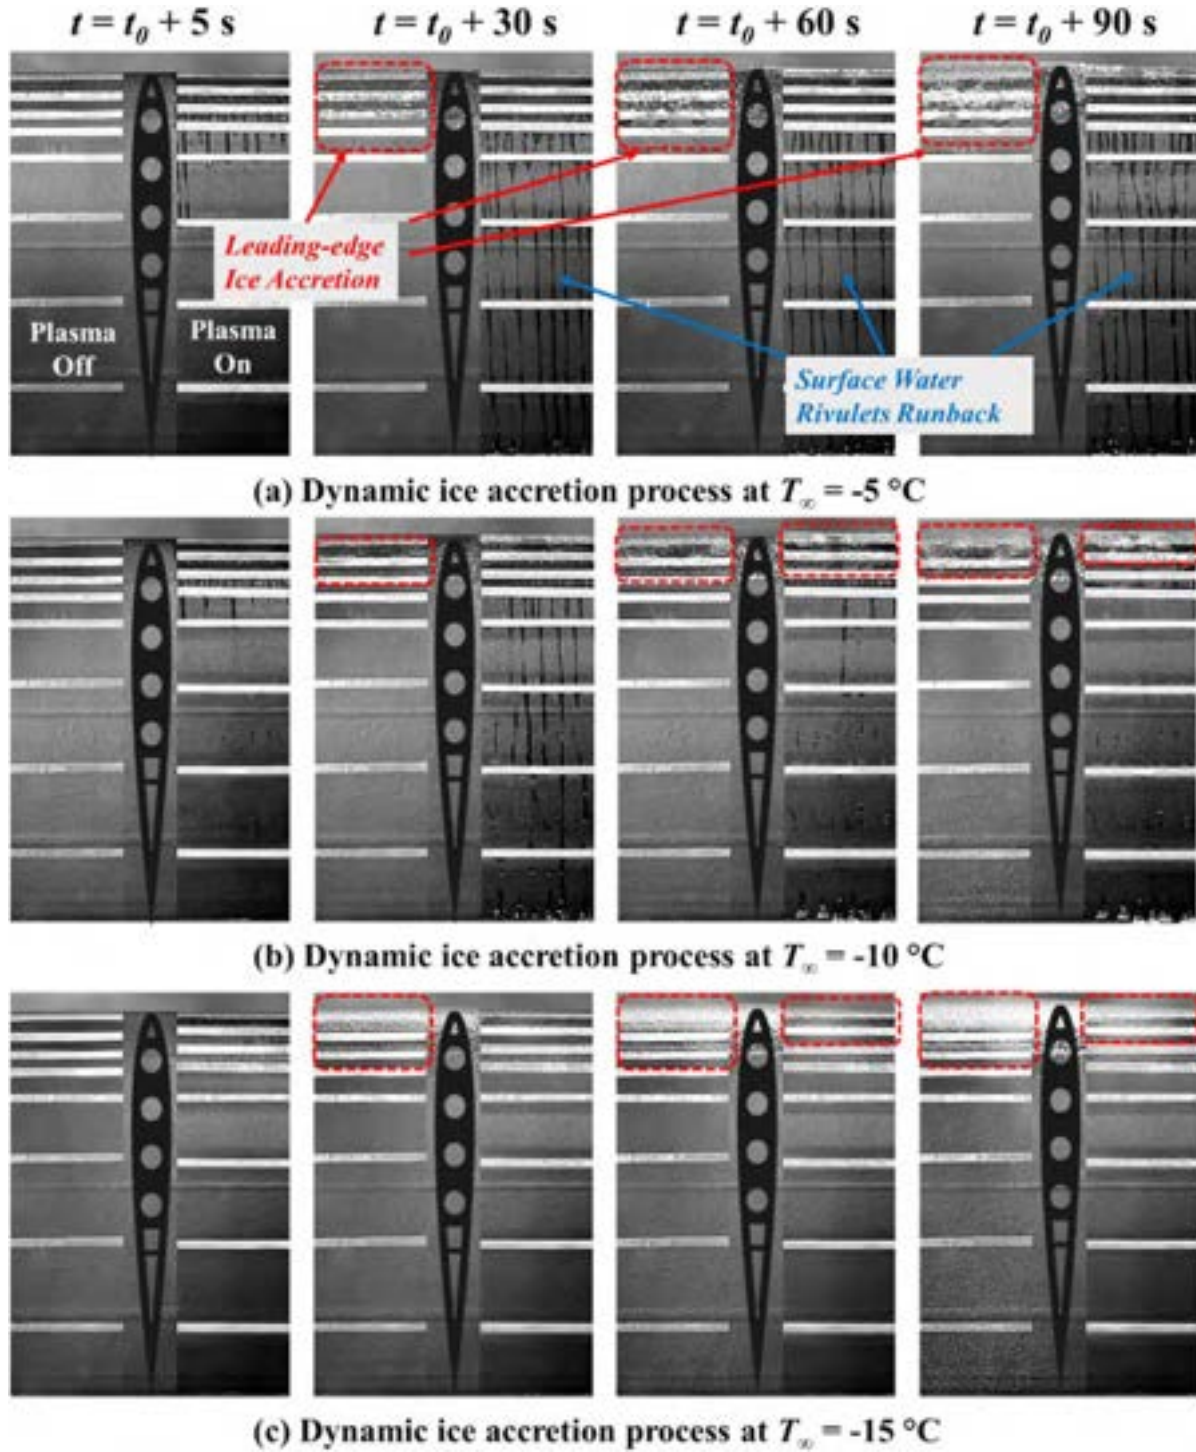 t = t0 + 5 s
t = t0 + 30 s
t = t0 + 60 s
t = t0 + 90 s
Leading-edge
Ice Accretion
Plasma
Off
Plasma
On
Surface Water
Rivulets Runback
(a) Dynamic ice accretion process at T∞ = -5 °C
(b) Dynamic ice accretion process at T∞ = -10 °C
(c) Dynamic ice accretion process at T∞ = -15 °C